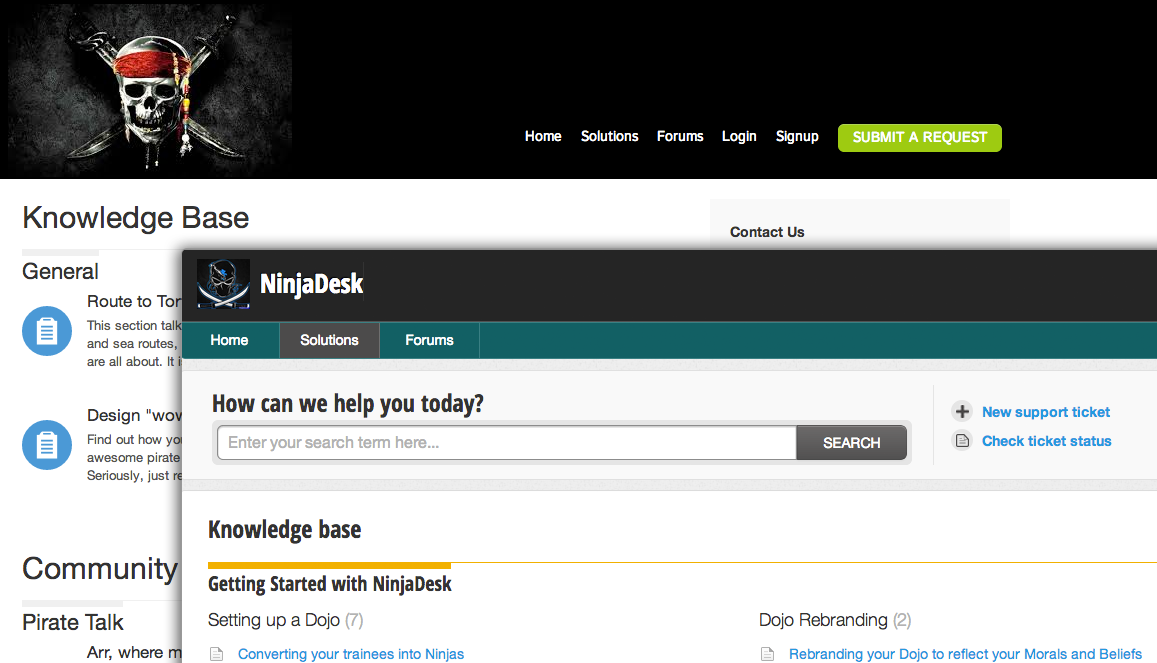 Home Solutions Forums Login Signup SUBMIT A REQUEST
Knowledge Base
Contact Us
General
Route to Tor
This section talk
and sea routes,
are all about. It i
Design "wov
Find out how you
awesome pirate
Seriously, just re
Community
Pirate Talk
Arr, where m
NinjaDesk
Home Solutions Forums
How can we help you today?
Enter your search term here... SEARCH
New support ticket
Check ticket status
Knowledge base
Getting Started with NinjaDesk
Setting up a Dojo (7)
Converting your trainees into Ninjas
Dojo Rebranding (2)
Rebranding your Dojo to reflect your Morals and Beliefs